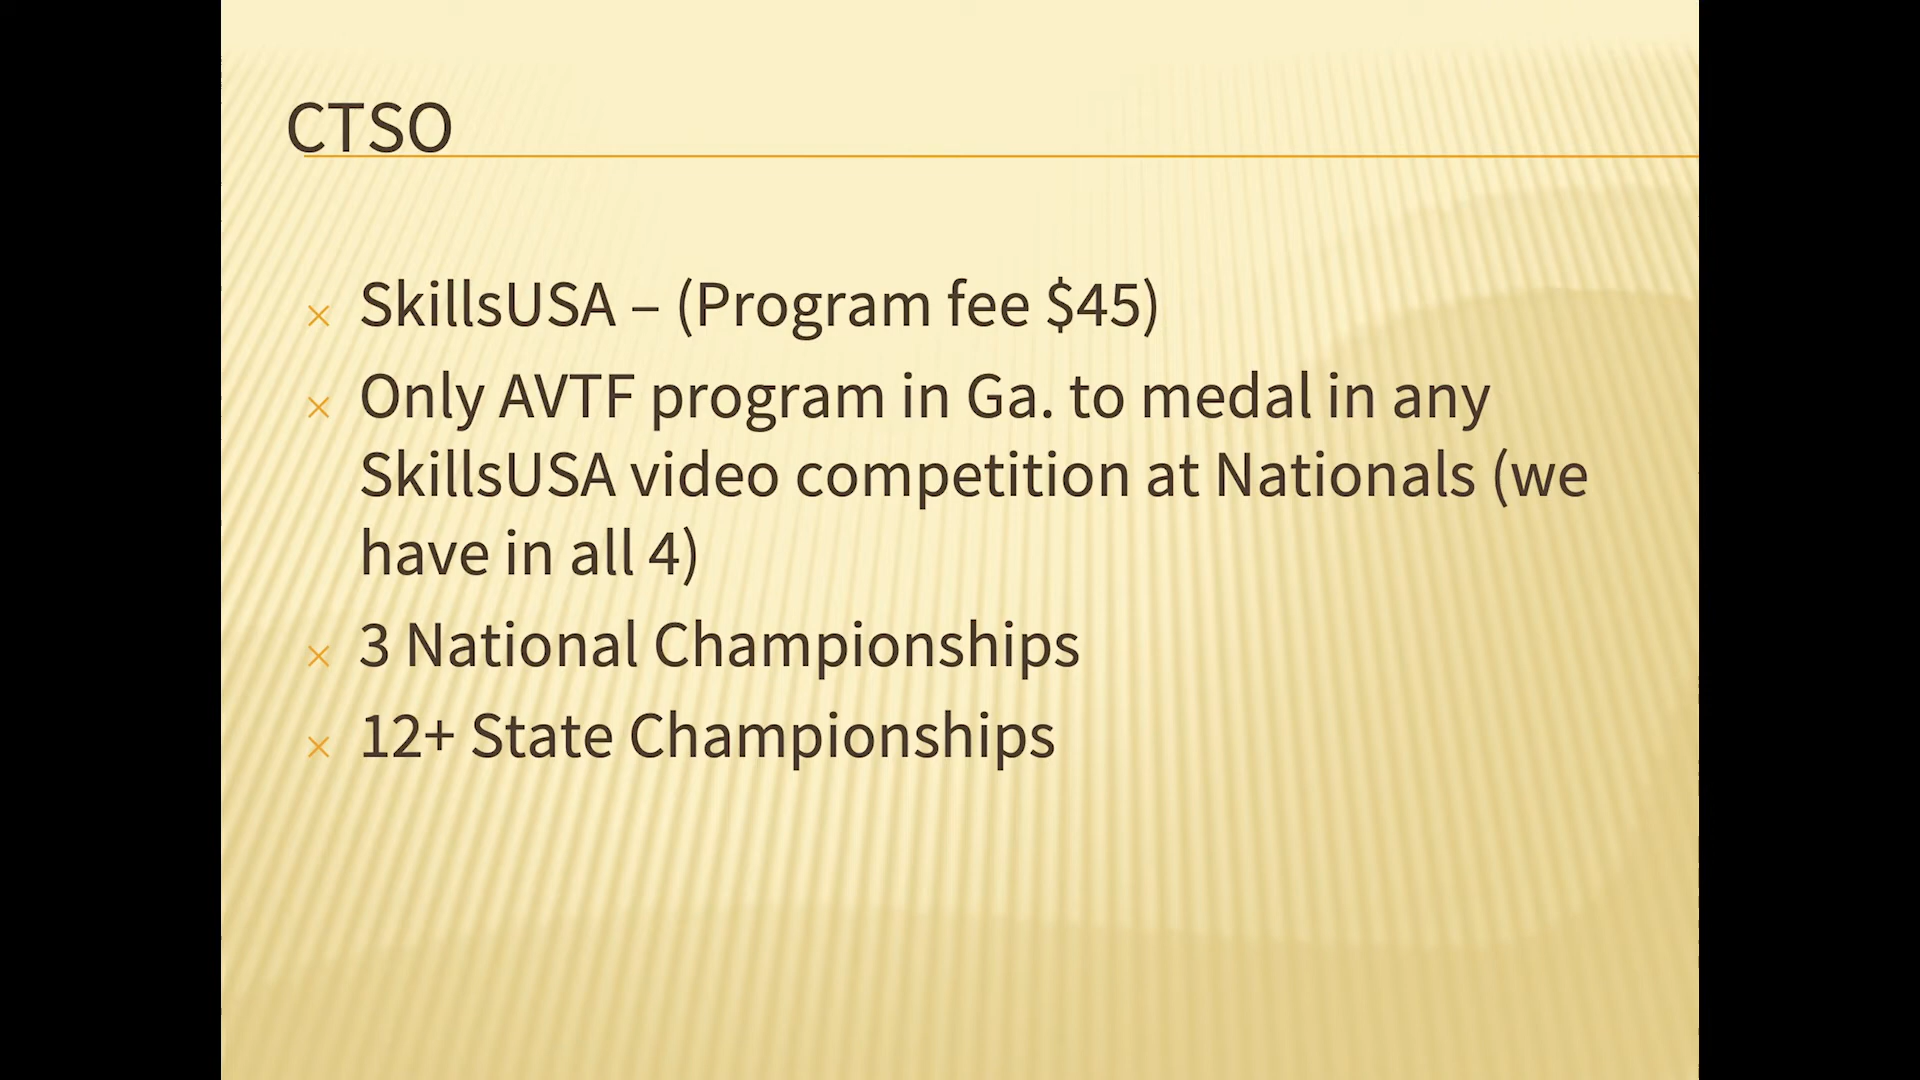 CTSO
SkillsUSA – (Program fee $45)
Only AVTF program in Ga. to medal in any
SkillsUSA video competition at Nationals (we
have in all 4)
3 National Championships
12+ State Championships